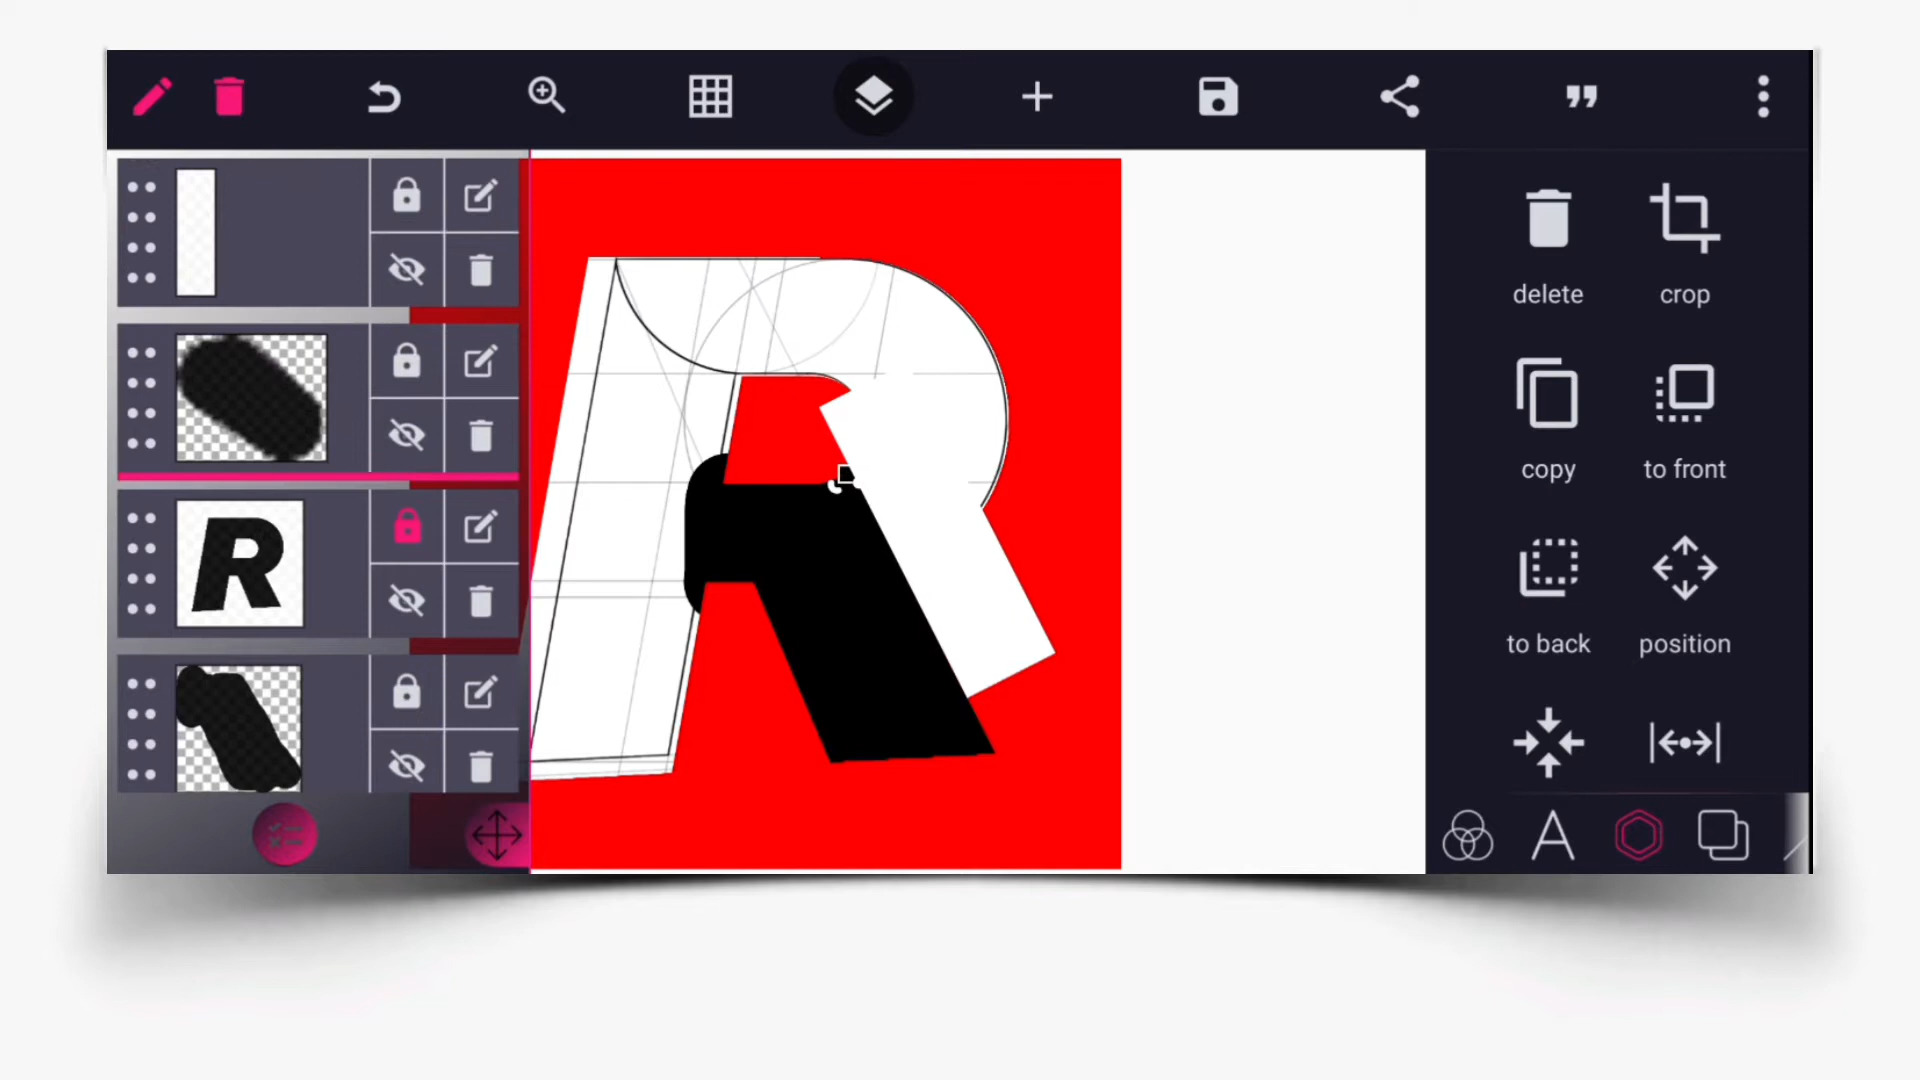 delete crop
copy to front
to back position
R
R
A